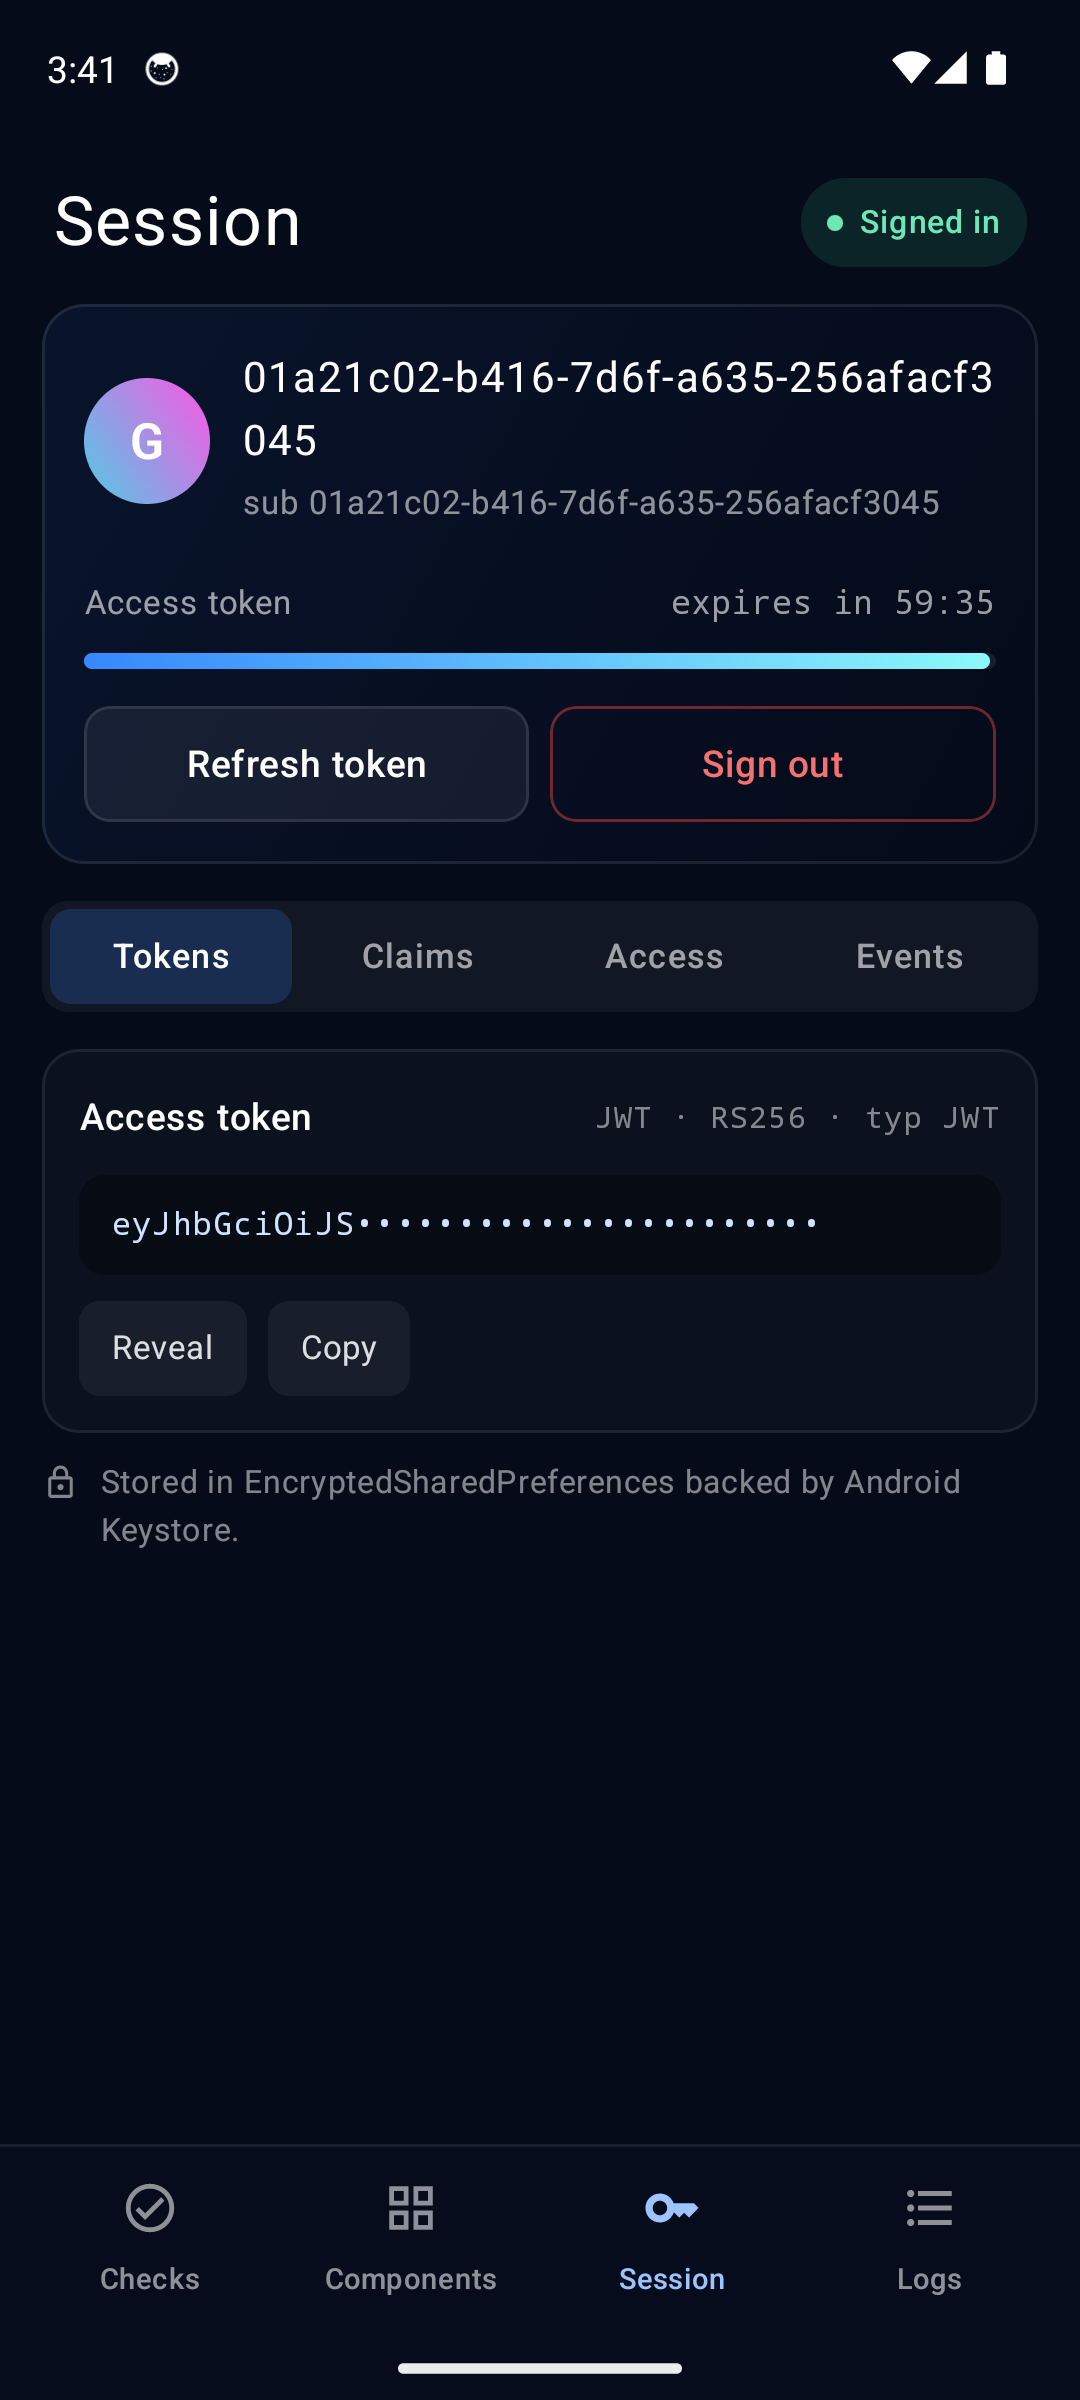 3:41
Session
Signed in
G
01a21c02-b416-7d6f-a635-256afacf3
045
sub 01a21c02-b416-7d6f-a635-256afacf3045
Access token
expires in 59:35
Refresh token
Sign out
Tokens
Claims
Access
Events
Access token
JWT · RS256 · typ JWT
eyJhbGciOiJS•••••••••••••••••••••••
Reveal
Copy
Stored in EncryptedSharedPreferences backed by Android
Keystore.
Checks
Components
Session
Logs